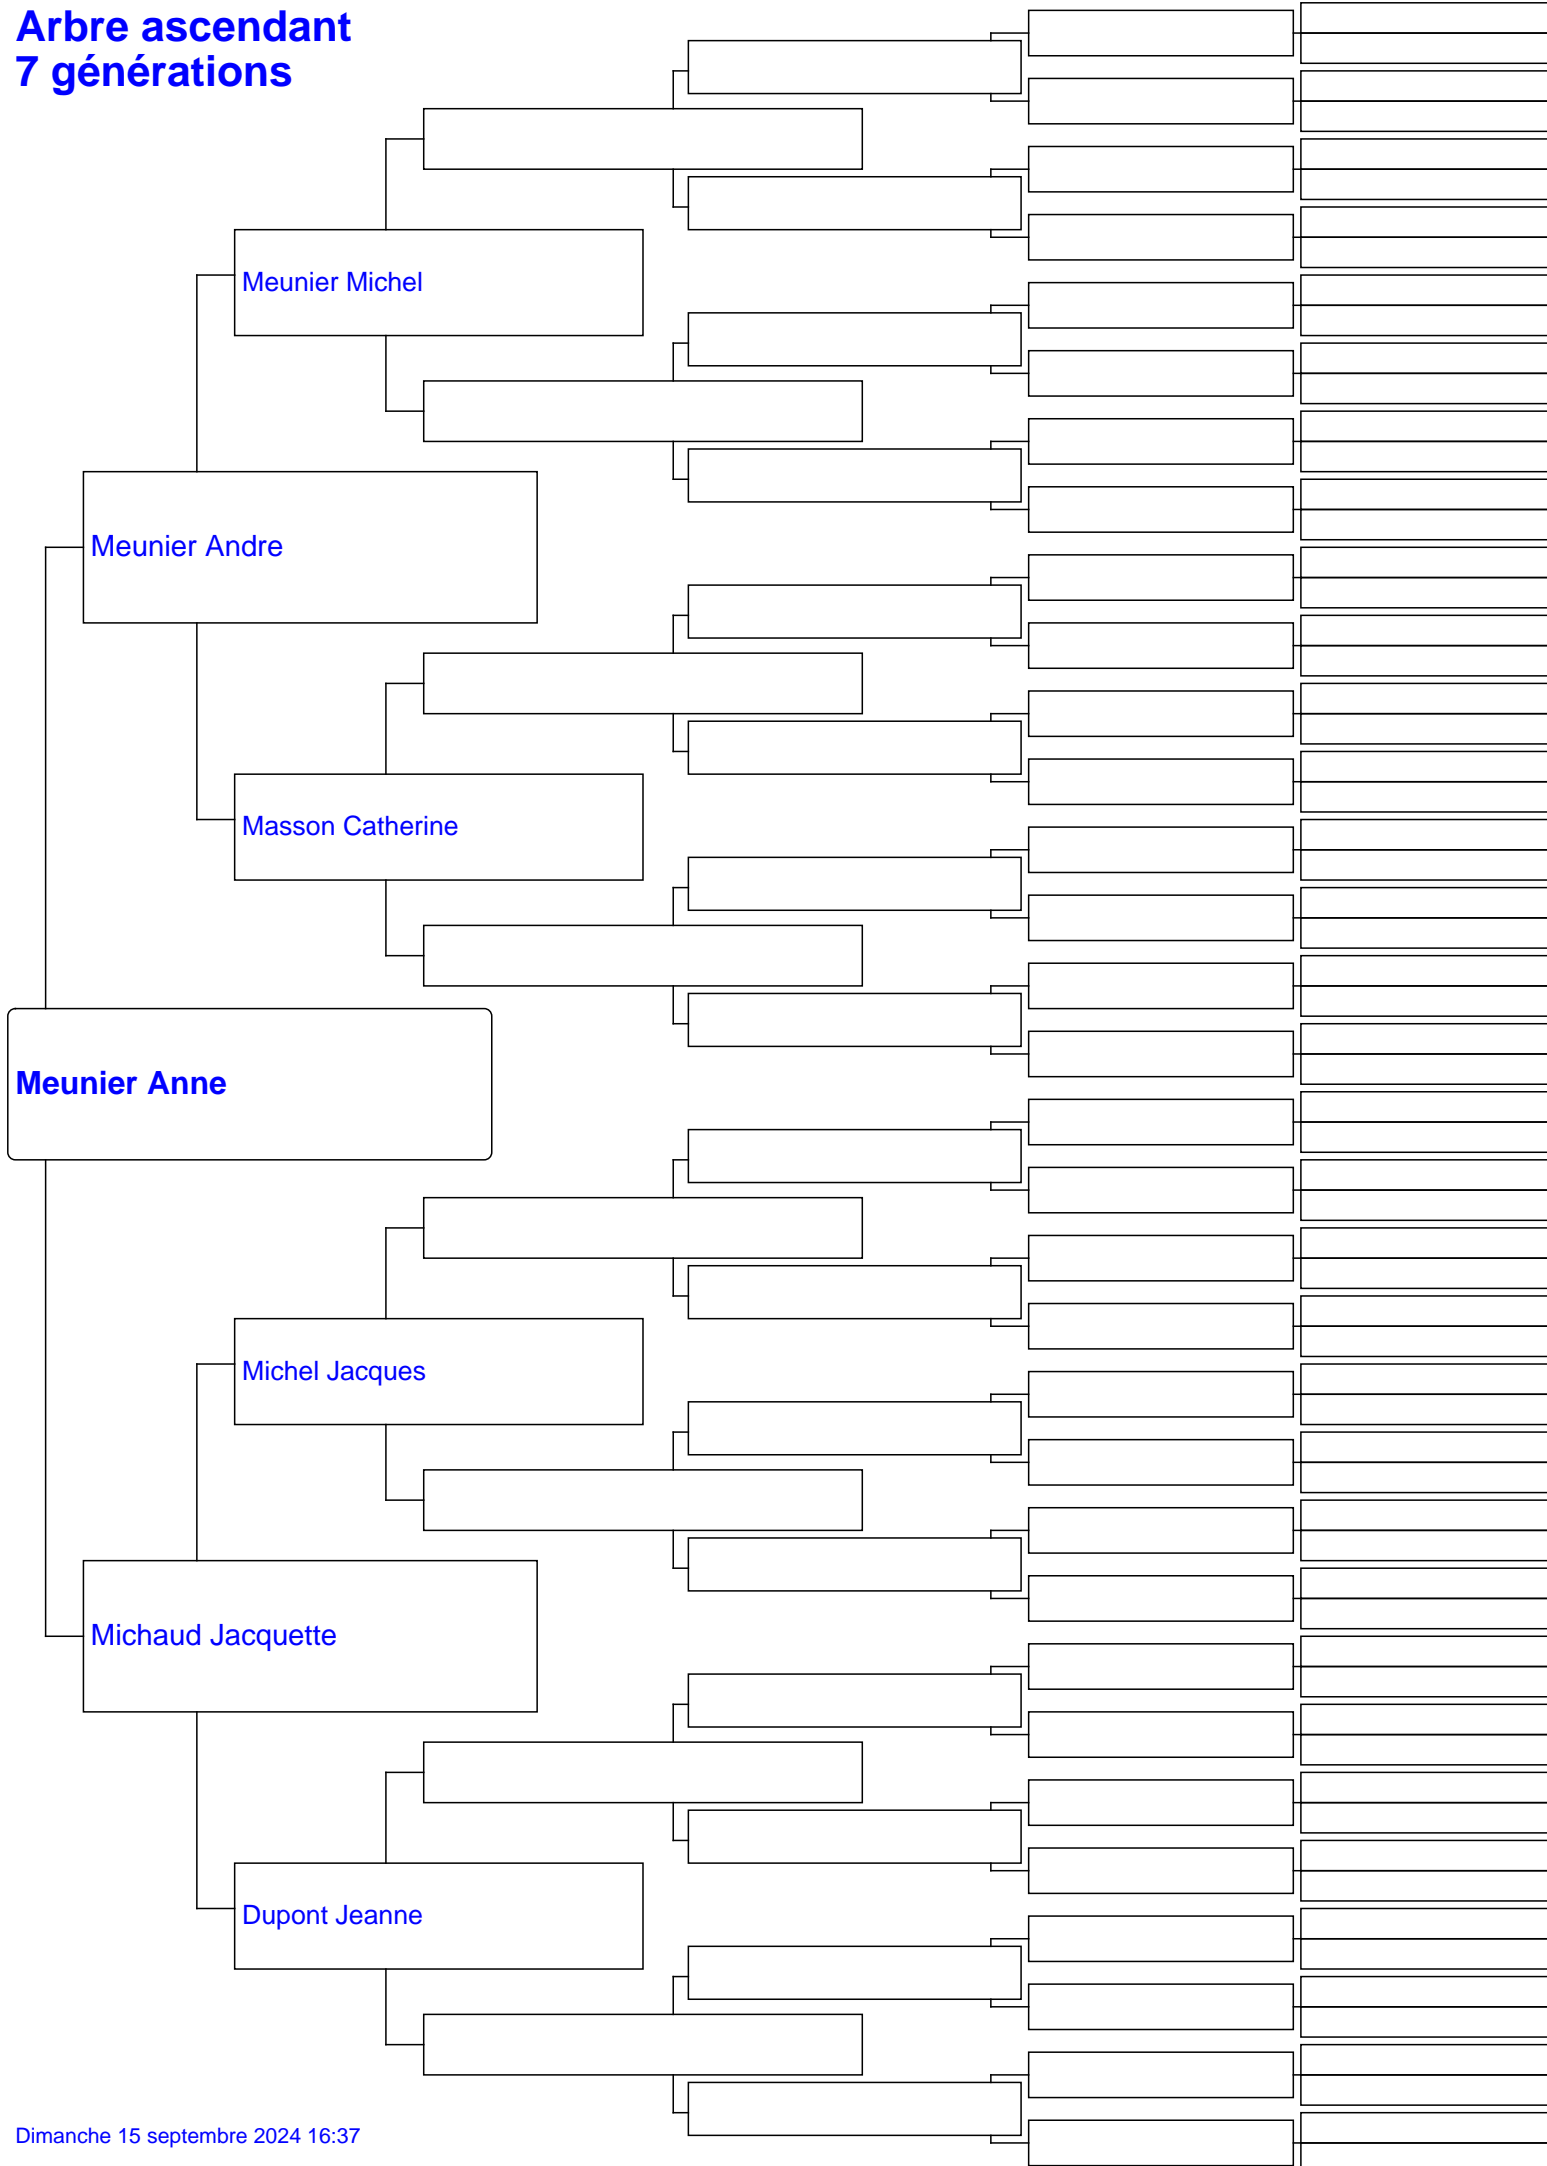 Arbre ascendant
7 générations
Meunier Michel
Meunier Andre
Masson Catherine
Meunier Anne
Michel Jacques
Michaud Jacquette
Dupont Jeanne
Dimanche 15 septembre 2024 16:37